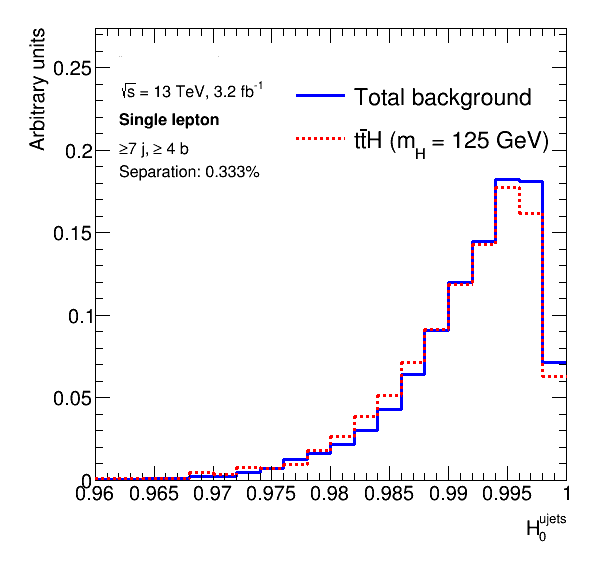 Arbitrary units
0.25
0.2
0.15
0.1
0.05
0
√s = 13 TeV, 3.2 fb⁻¹
Single lepton
≥7 j, ≥ 4 b
Separation: 0.333%
Total background
tt̄H (m_H = 125 GeV)
0.96 0.965 0.97 0.975 0.98 0.985 0.99 0.995 1
H₀^ujets